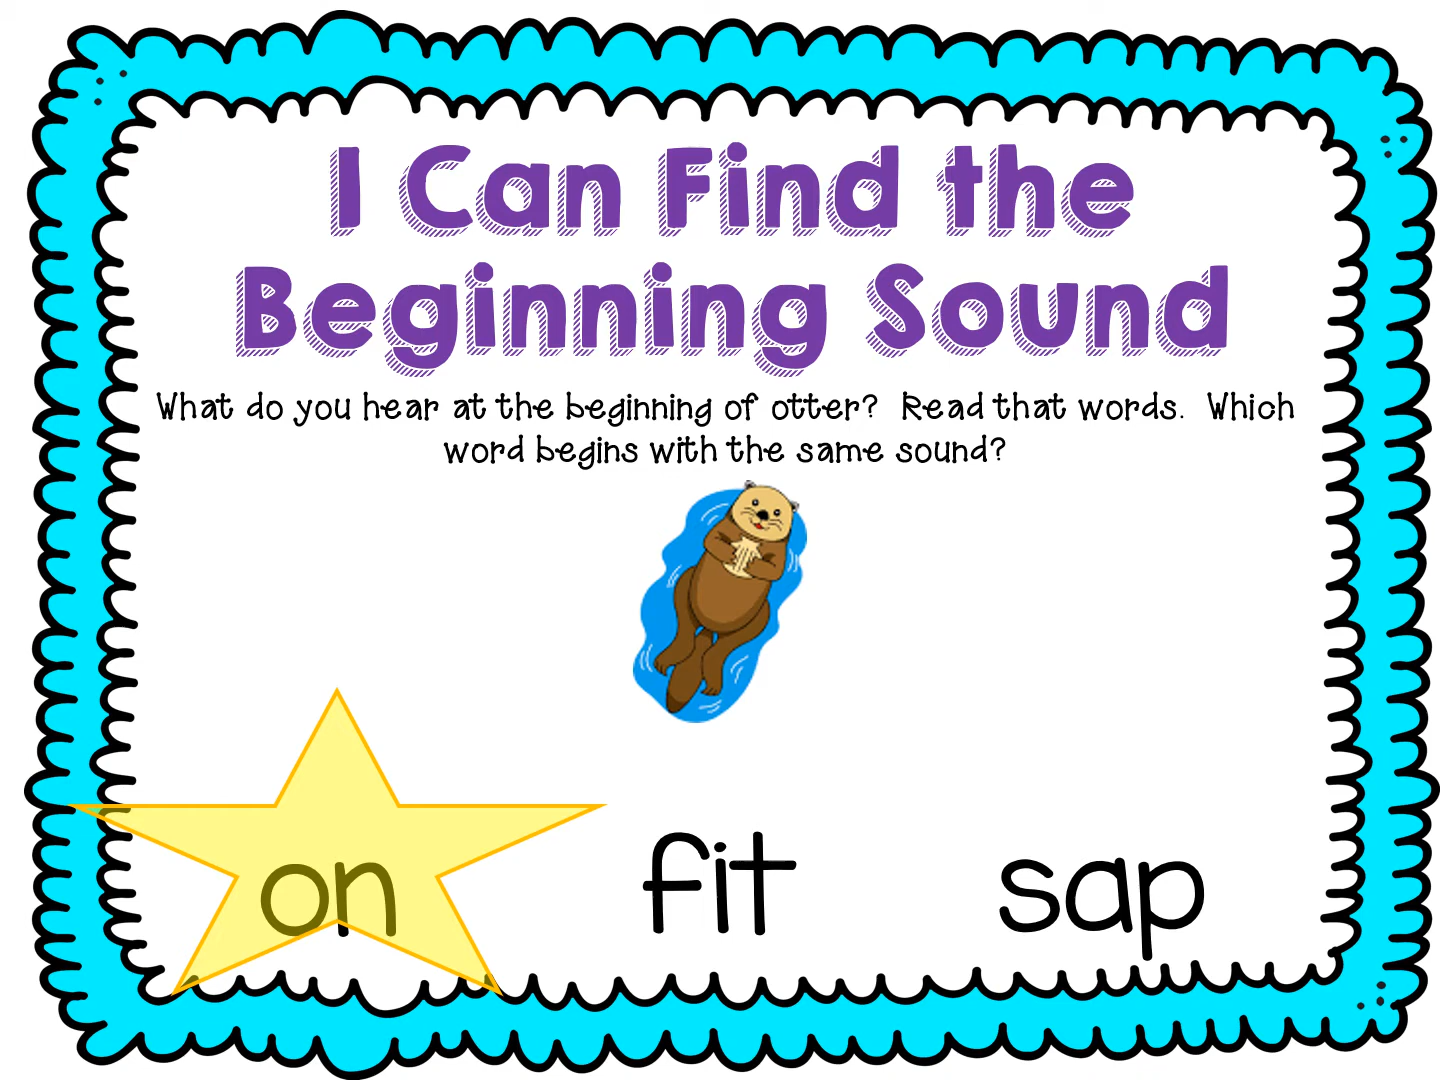 I Can Find the
Beginning Sound
What do you hear at the beginning of otter? Read that words. Which
word begins with the same sound?
on fit sap